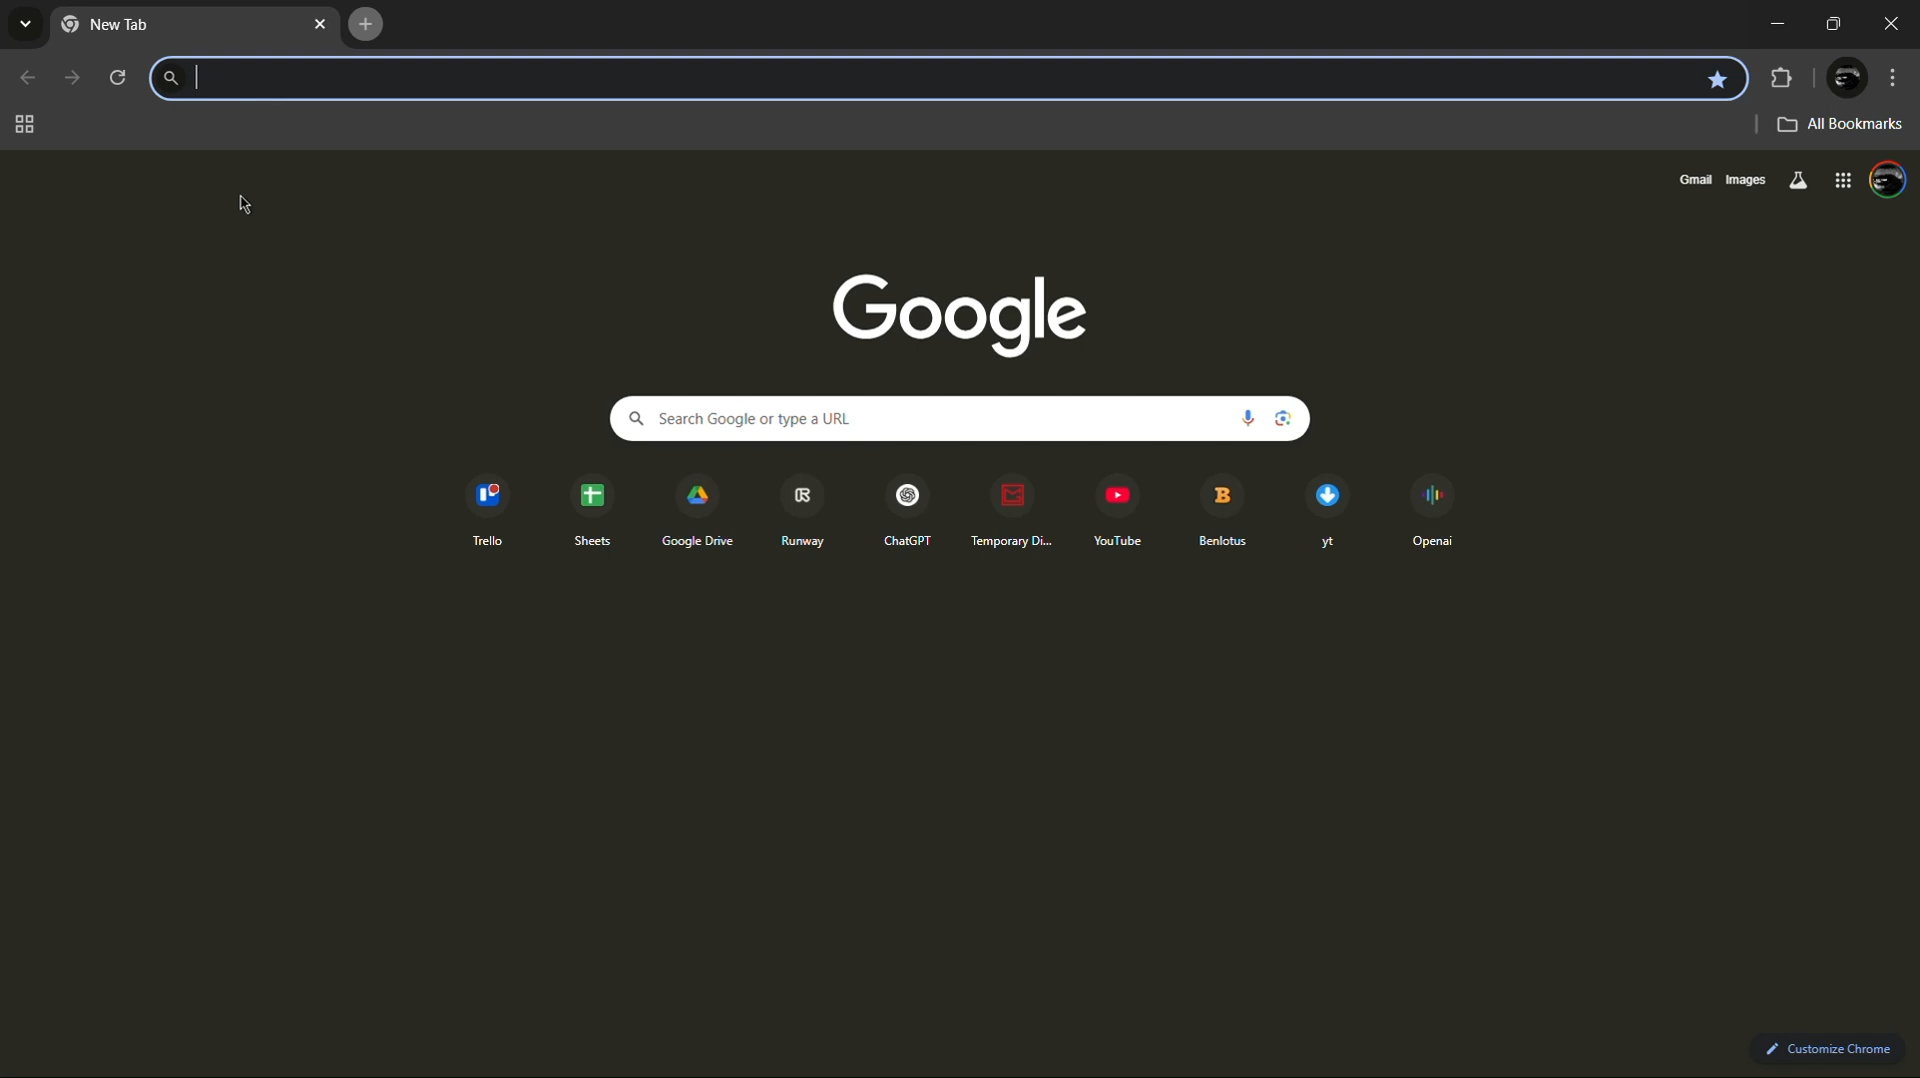 New Tab
All Bookmarks
Gmail Images
Google
Search Google or type a URL
Trello Sheets Google Drive Runway ChatGPT Temporary Di... YouTube Benlotus yt Openai
Customize Chrome